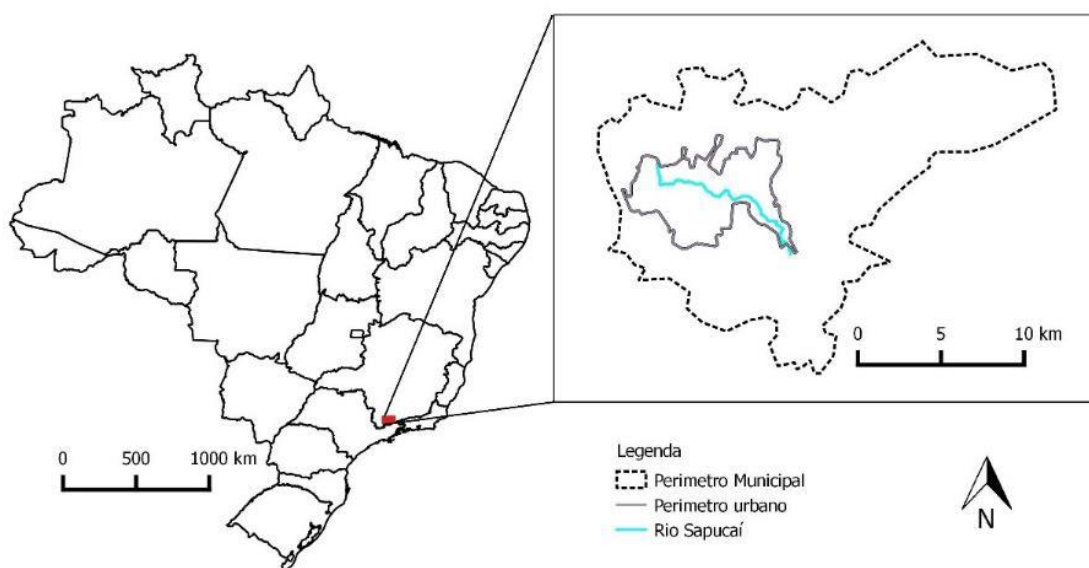 0 5 10 km
0 500 1000 km
Legenda
Perimetro Municipal
Perimetro urbano
Rio Sapucaí
N